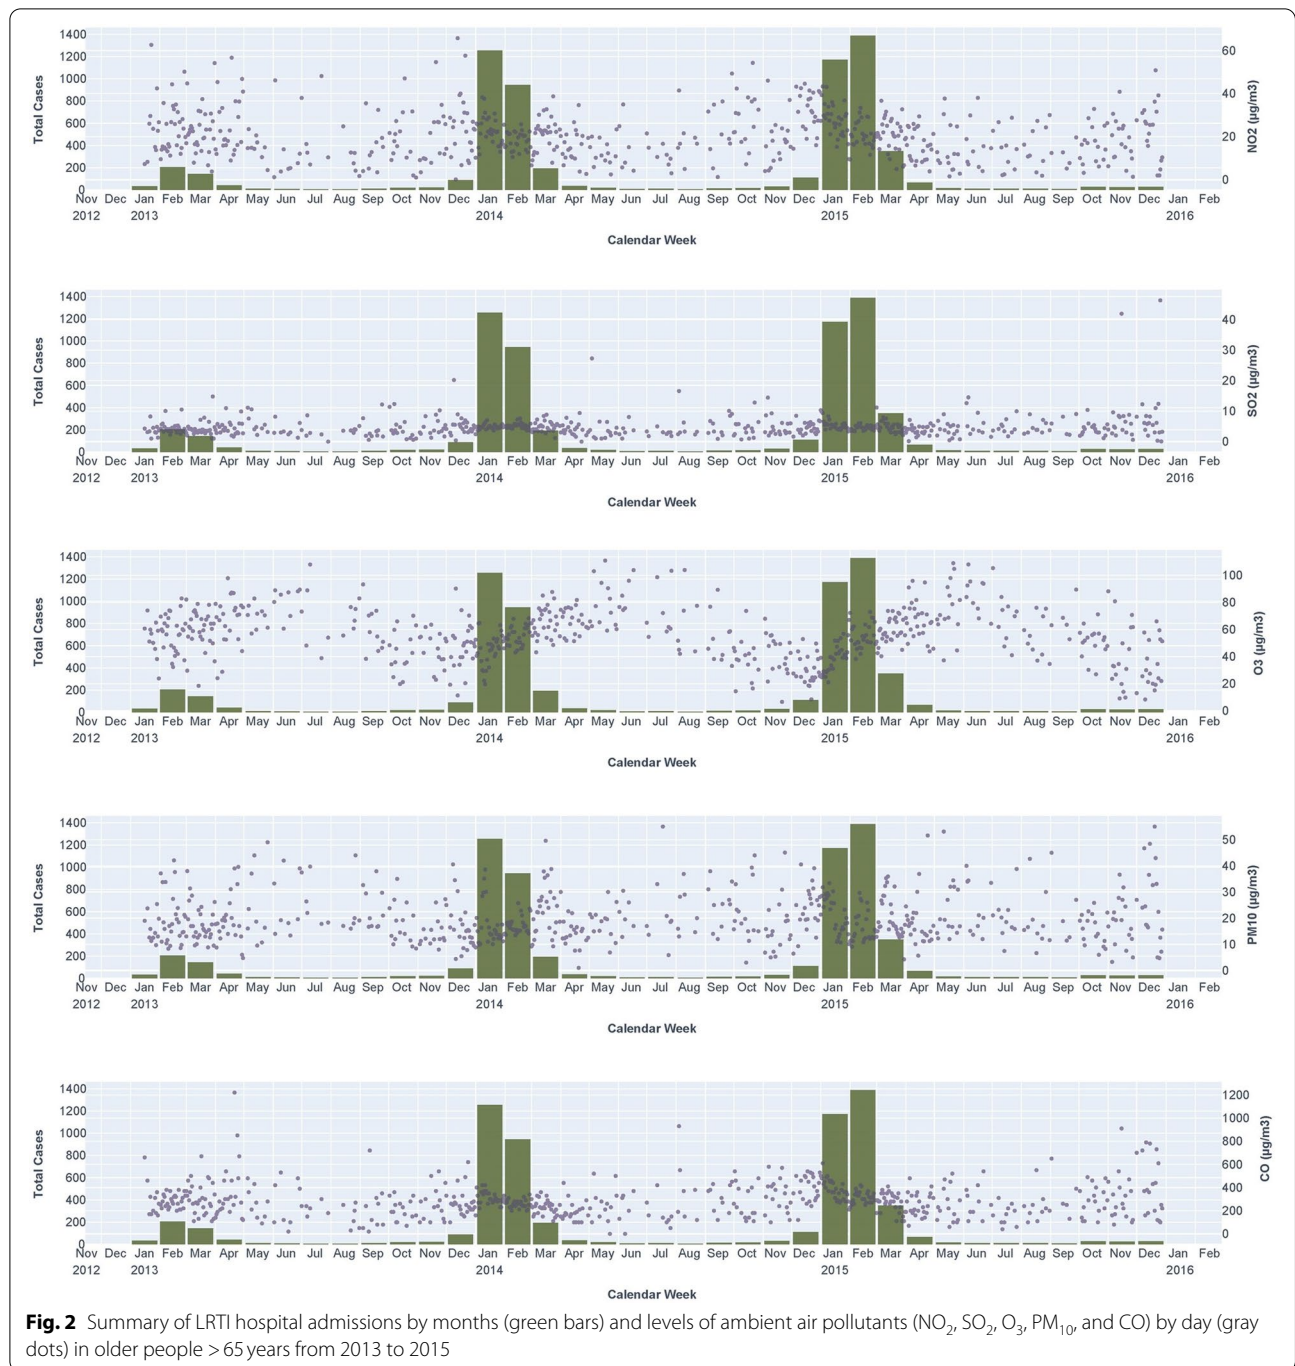 1400
1200
1000
800
600
400
200
0
Total Cases
60
40
20
0
NO2 (µg/m3)
Nov Dec Jan Feb Mar Apr May Jun Jul Aug Sep Oct Nov Dec Jan Feb Mar Apr May Jun Jul Aug Sep Oct Nov Dec Jan Feb Mar Apr May Jun Jul Aug Sep Oct Nov Dec Jan Feb
2012 2013 2014 2015 2016
Calendar Week
1400
1200
1000
800
600
400
200
0
Total Cases
40
30
20
10
0
SO2 (µg/m3)
Nov Dec Jan Feb Mar Apr May Jun Jul Aug Sep Oct Nov Dec Jan Feb Mar Apr May Jun Jul Aug Sep Oct Nov Dec Jan Feb Mar Apr May Jun Jul Aug Sep Oct Nov Dec Jan Feb
2012 2013 2014 2015 2016
Calendar Week
1400
1200
1000
800
600
400
200
0
Total Cases
100
80
60
40
20
0
O3 (µg/m3)
Nov Dec Jan Feb Mar Apr May Jun Jul Aug Sep Oct Nov Dec Jan Feb Mar Apr May Jun Jul Aug Sep Oct Nov Dec Jan Feb Mar Apr May Jun Jul Aug Sep Oct Nov Dec Jan Feb
2012 2013 2014 2015 2016
Calendar Week
1400
1200
1000
800
600
400
200
0
Total Cases
50
40
30
20
10
0
PM10 (µg/m3)
Nov Dec Jan Feb Mar Apr May Jun Jul Aug Sep Oct Nov Dec Jan Feb Mar Apr May Jun Jul Aug Sep Oct Nov Dec Jan Feb Mar Apr May Jun Jul Aug Sep Oct Nov Dec Jan Feb
2012 2013 2014 2015 2016
Calendar Week
1400
1200
1000
800
600
400
200
0
Total Cases
1200
1000
800
600
400
200
0
CO (µg/m3)
Nov Dec Jan Feb Mar Apr May Jun Jul Aug Sep Oct Nov Dec Jan Feb Mar Apr May Jun Jul Aug Sep Oct Nov Dec Jan Feb Mar Apr May Jun Jul Aug Sep Oct Nov Dec Jan Feb
2012 2013 2014 2015 2016
Calendar Week
Fig. 2 Summary of LRTI hospital admissions by months (green bars) and levels of ambient air pollutants (NO2, SO2, O3, PM10, and CO) by day (gray
dots) in older people > 65 years from 2013 to 2015